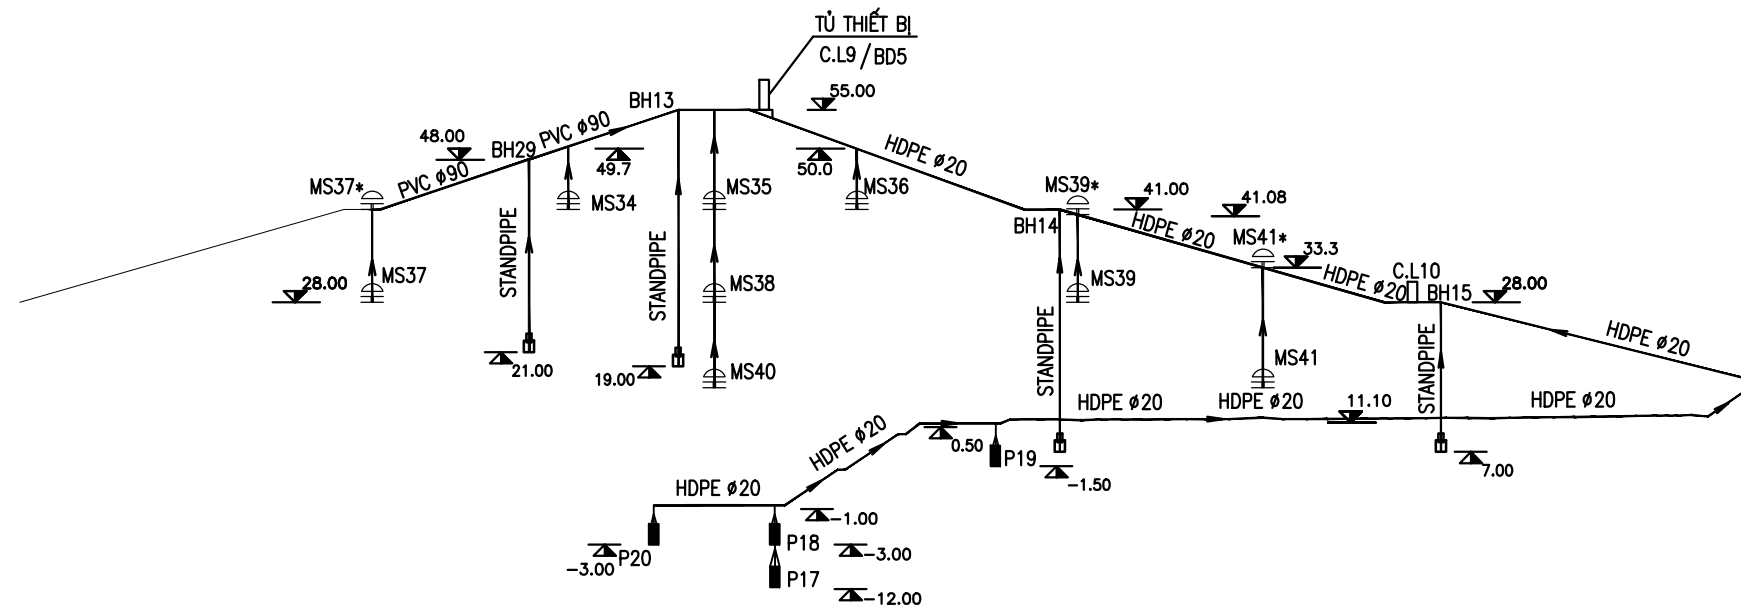 TỦ THIẾT BỊ
C.L9 / BD5
55.00
BH13
PVC ø90
48.00
BH29
49.7
50.0
HDPE ø20
MS37*
PVC ø90
MS34
MS35
MS36
MS39*
41.00
41.08
BH14
HDPE ø20
MS41*
33.3
STANDPIPE
STANDPIPE
28.00
MS37
MS38
MS39
HDPE ø20
C.L10
BH15
28.00
HDPE ø20
STANDPIPE
STANDPIPE
21.00
19.00
MS40
MS41
HDPE ø20
HDPE ø20
11.10
HDPE ø20
HDPE ø20
0.50
P19
-1.50
7.00
HDPE ø20
-1.00
P20
-3.00
P18
-3.00
P17
-12.00